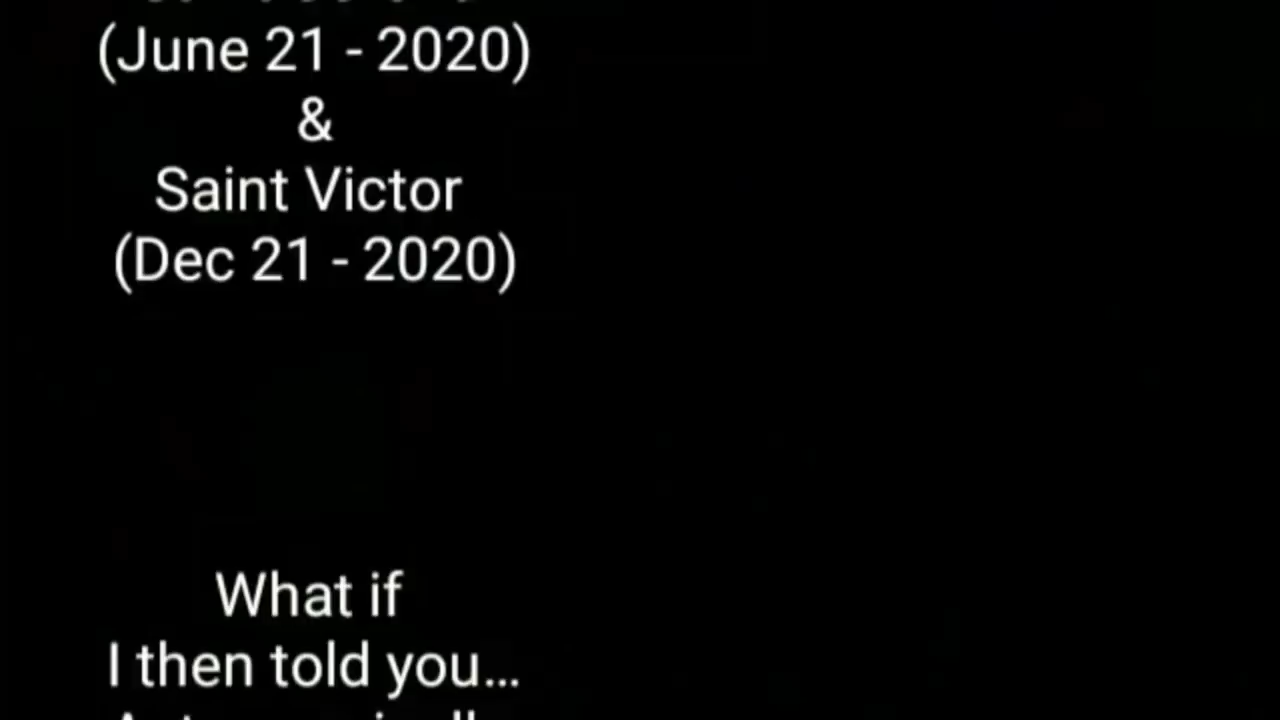 (June 21 - 2020)
&
Saint Victor
(Dec 21 - 2020)
What if
I then told you...